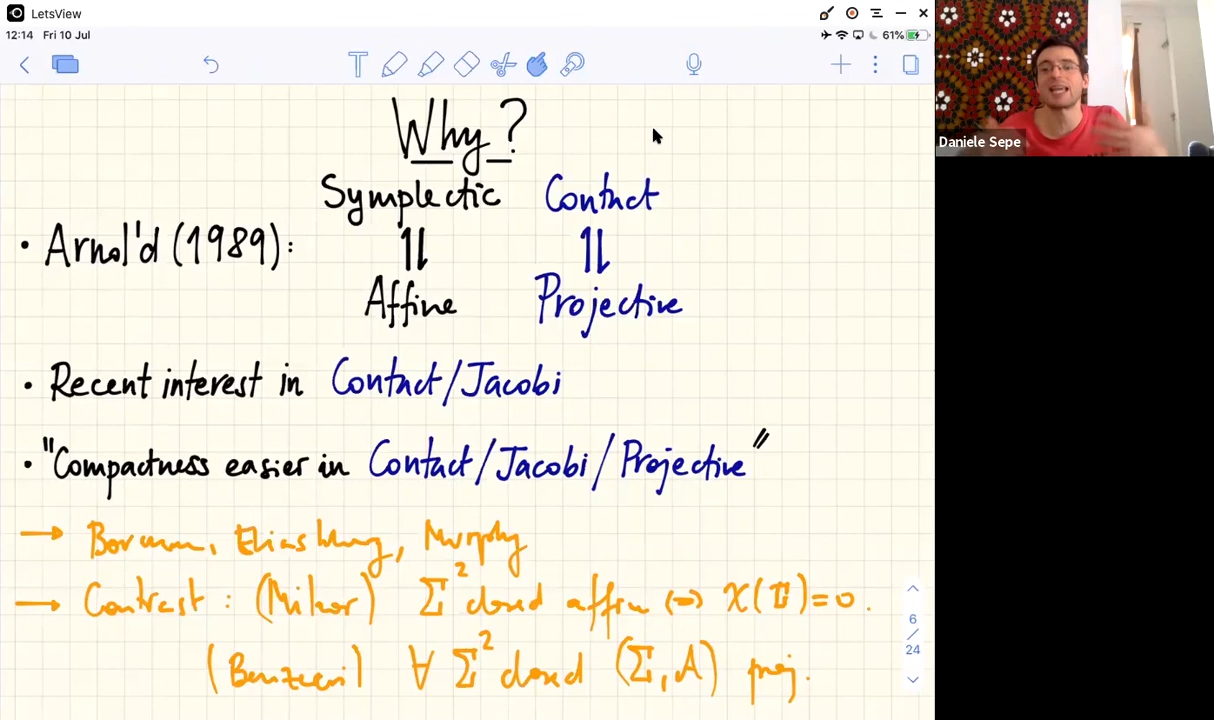 LetsView
12:14 Fri 10 Jul 61%
Why?
Symplectic Contact
• Arnol'd (1989):
Affine Projective
• Recent interest in Contact/Jacobi
• "Compactness easier in Contact/Jacobi/Projective"
→ Borman, Eliashberg, Murphy
→ Contrast: (Milnor) Σ² closed affine ⇔ χ(Σ)=0.
(Benzécri) ∀ Σ² closed (Σ, A) proj.
6
/
24
Daniele Sepe